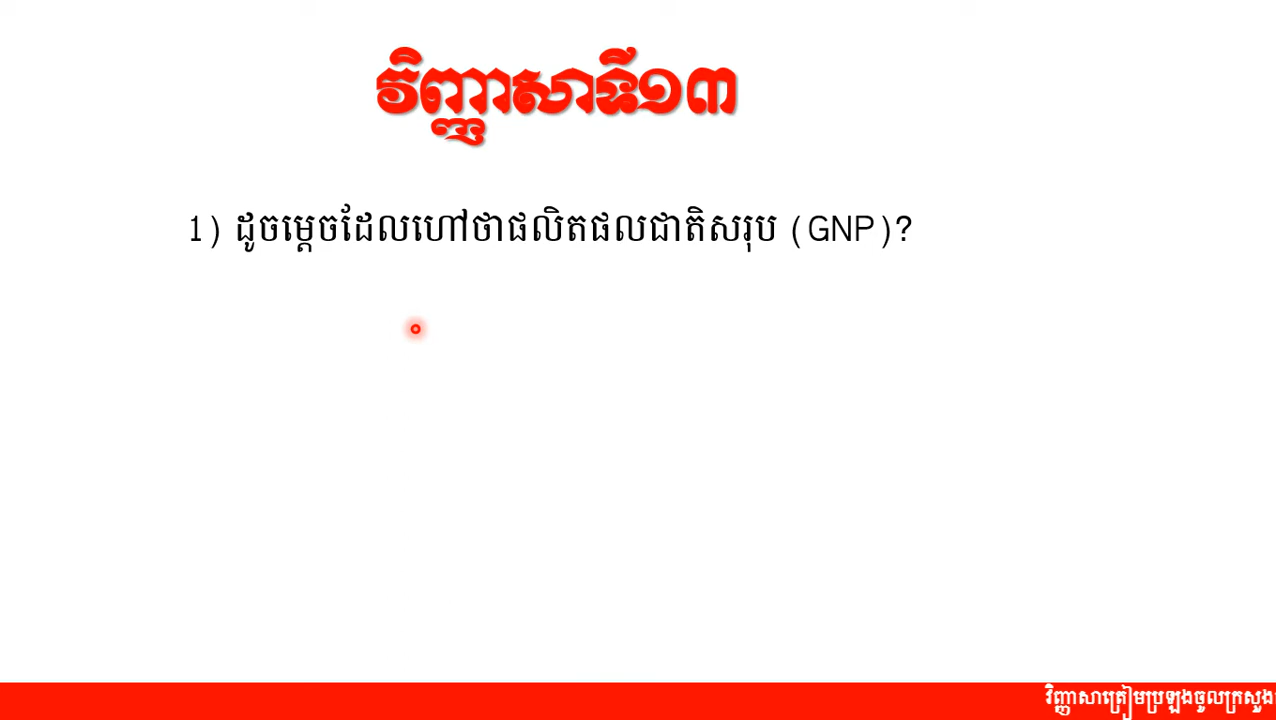 វិញ្ញាសាទី១៣
1) ដូចម្ដេចដែលហៅថាផលិតផលជាតិសរុប (GNP)?
វិញ្ញាសាត្រៀមប្រឡងចូលក្រសួង